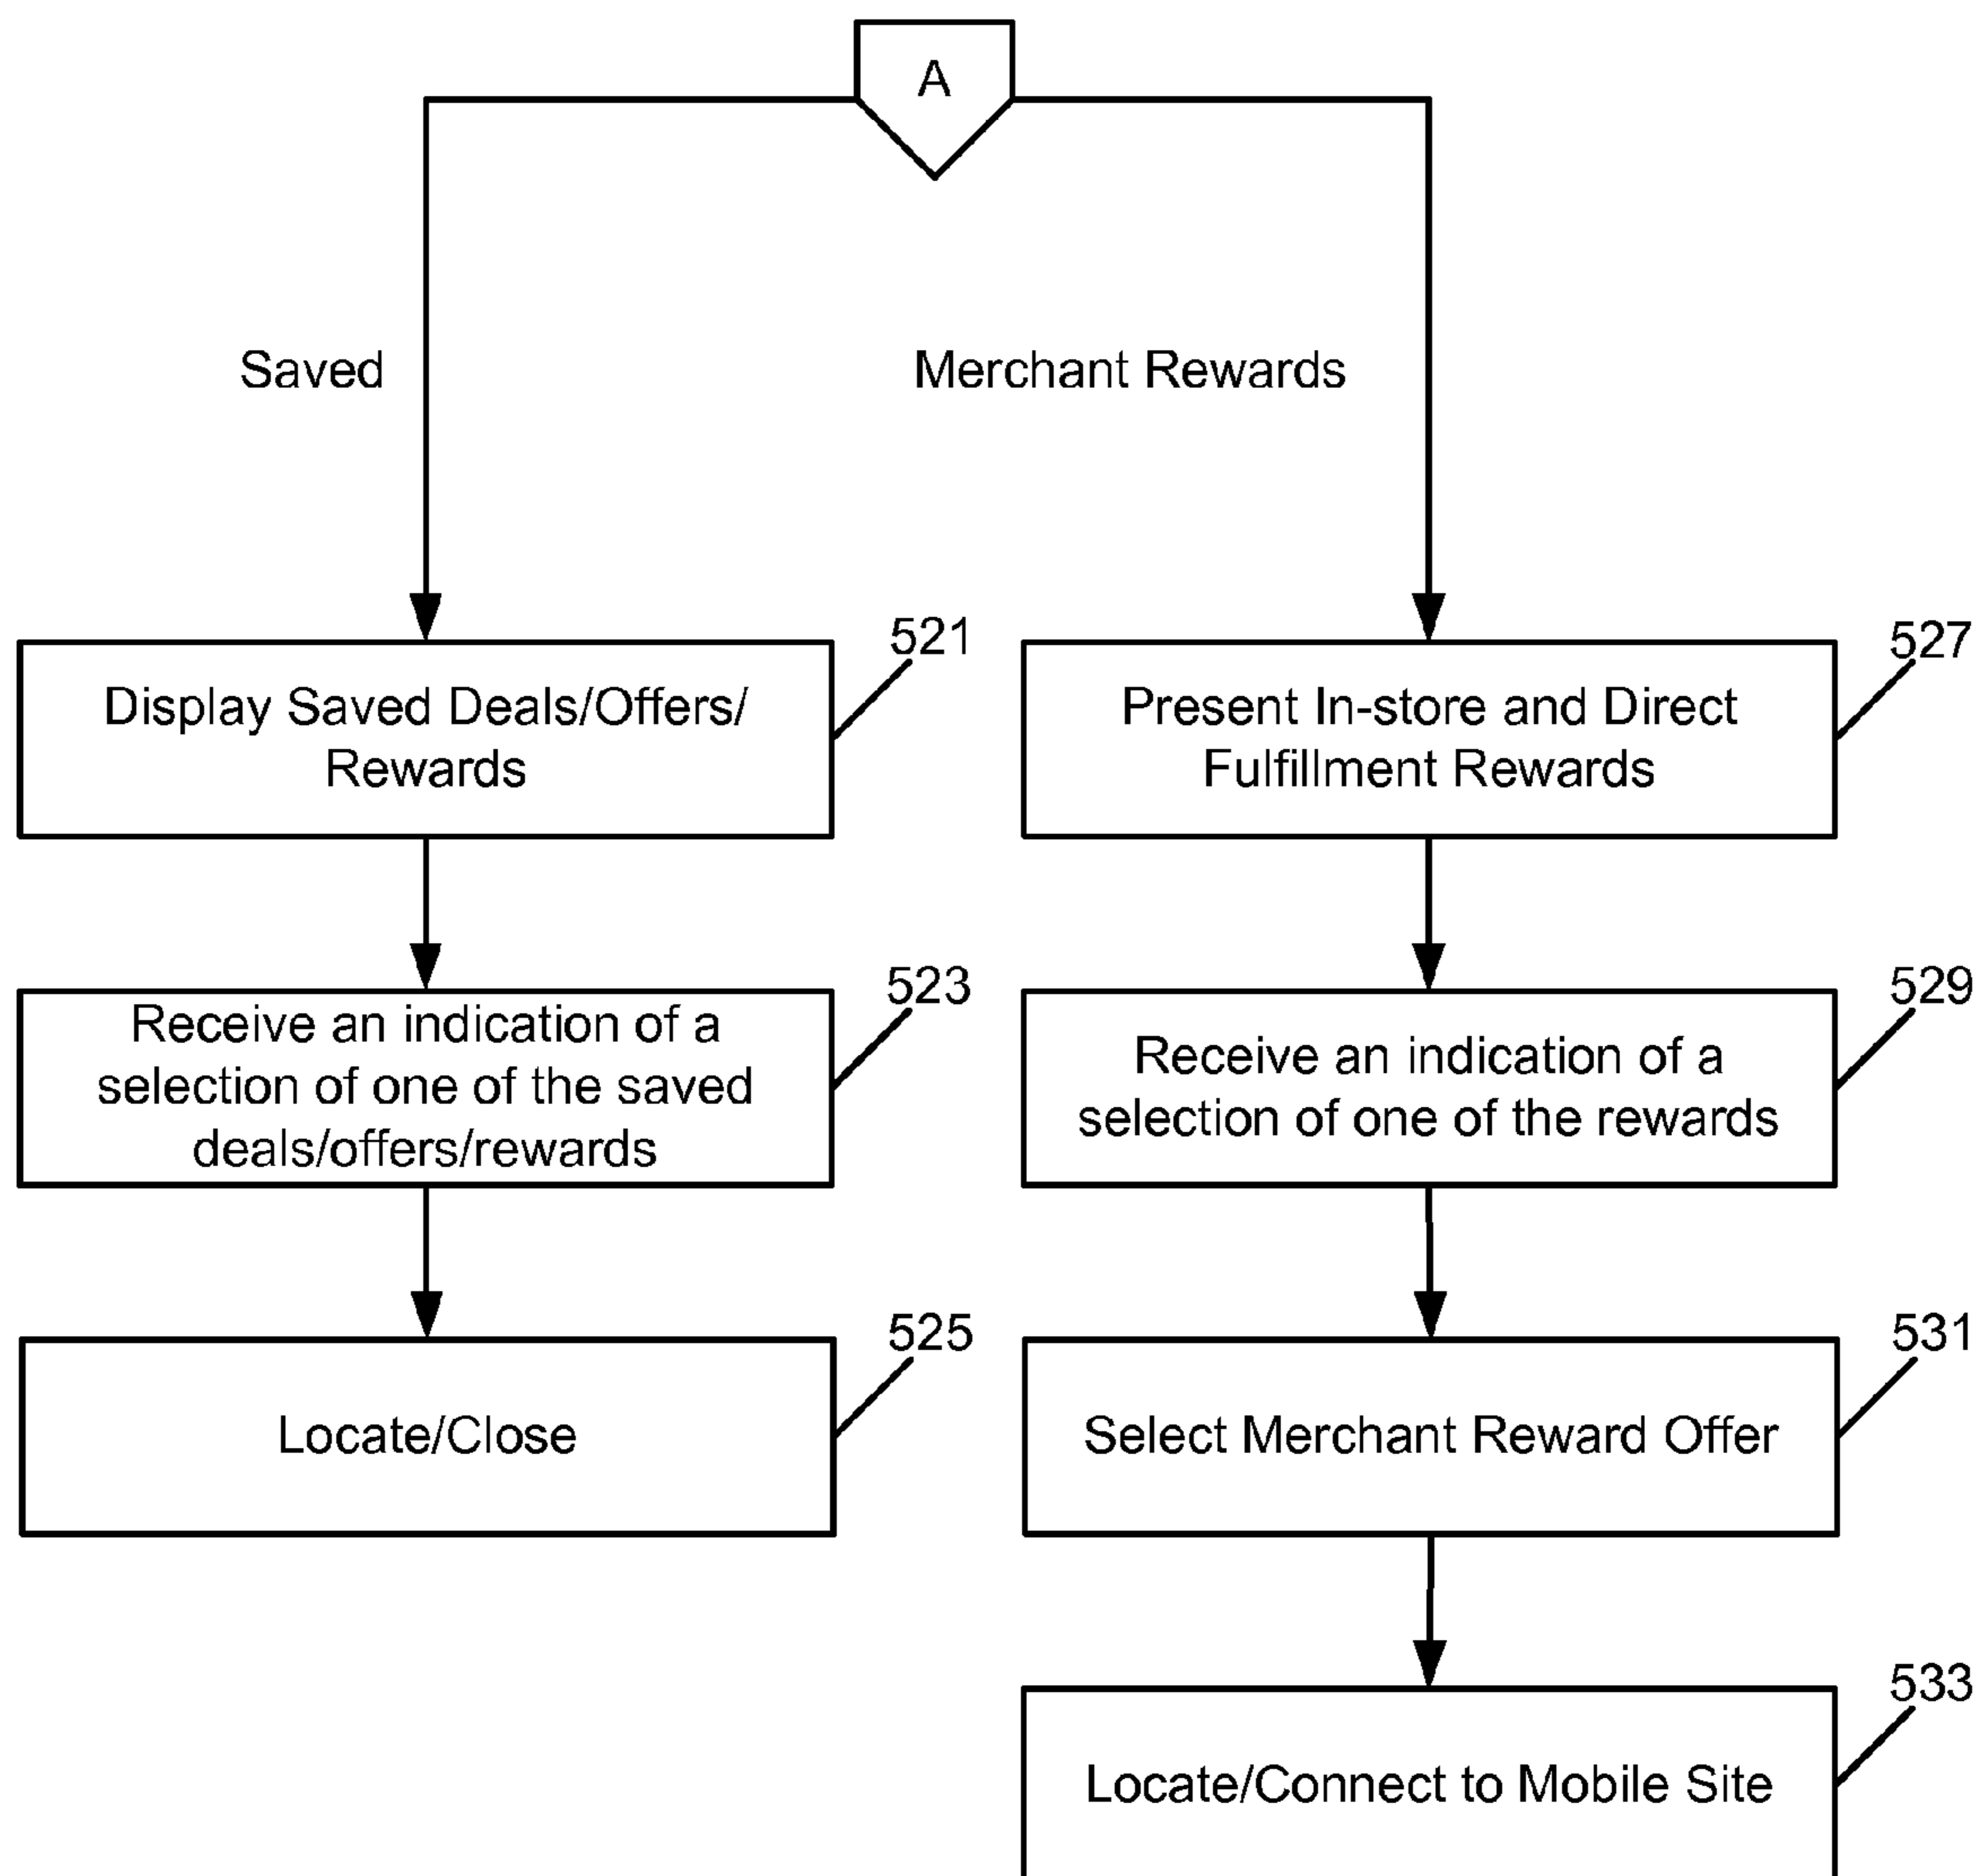 A
Saved
Merchant Rewards
521
Display Saved Deals/Offers/
Rewards
527
Present In-store and Direct
Fulfillment Rewards
523
Receive an indication of a
selection of one of the saved
deals/offers/rewards
529
Receive an indication of a
selection of one of the rewards
525
Locate/Close
531
Select Merchant Reward Offer
533
Locate/Connect to Mobile Site